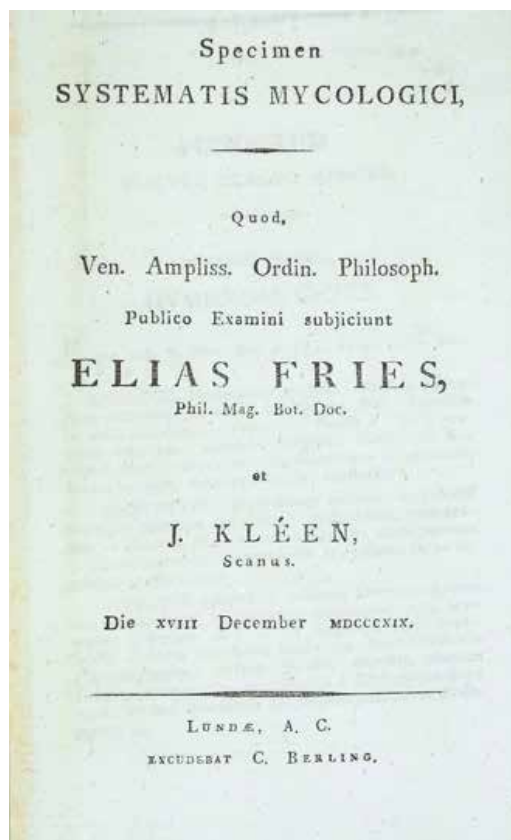 Specimen
SYSTEMATIS MYCOLOGICI,
Quod,
Ven. Ampliss. Ordin. Philosoph.
Publico Examini subjiciunt
ELIAS FRIES,
Phil. Mag. Bot. Doc.
et
J. KLÉEN,
Scanus.
Die XVIII December MDCCCXIX.
LUNDÆ, A. C.
EXCUDEBAT C. BERLING.